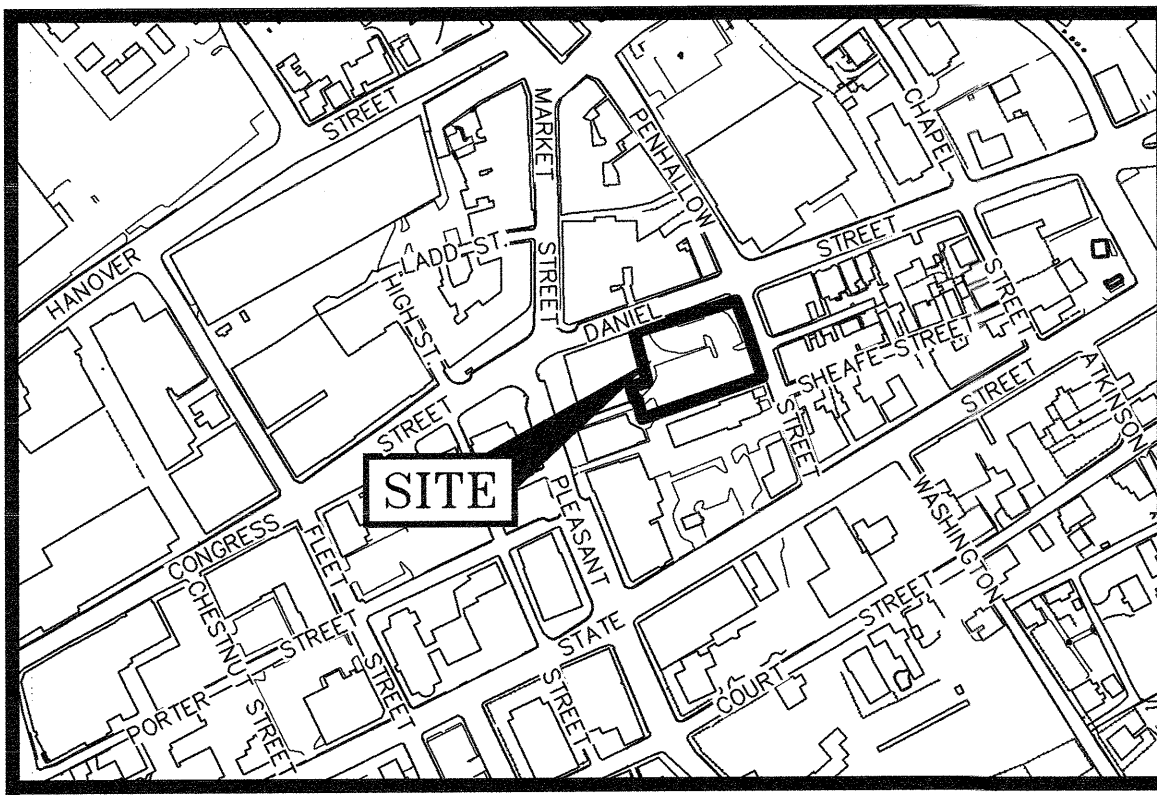 STREET
MARKET
PENHALLOW
CHAPEL
HANOVER
LADD ST.
STREET
STREET
HIGH ST.
STREET
DANIEL
SHEAFE STREET
STREET
ATKINSON
STREET
STREET
SITE
PLEASANT
WASHINGTON
CONGRESS
FLEET
CHESTNUT
STREET
STREET
STATE
COURT
STREET
PORTER
STREET
STREET
STREET